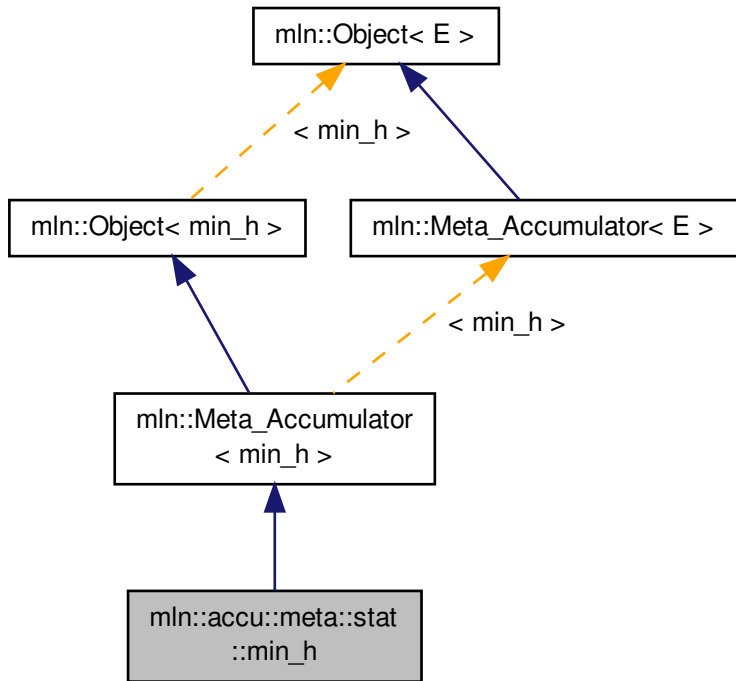 mln::Object< E >
< min_h >
mln::Object< min_h >
mln::Meta_Accumulator< E >
< min_h >
mln::Meta_Accumulator
< min_h >
mln::accu::meta::stat
::min_h